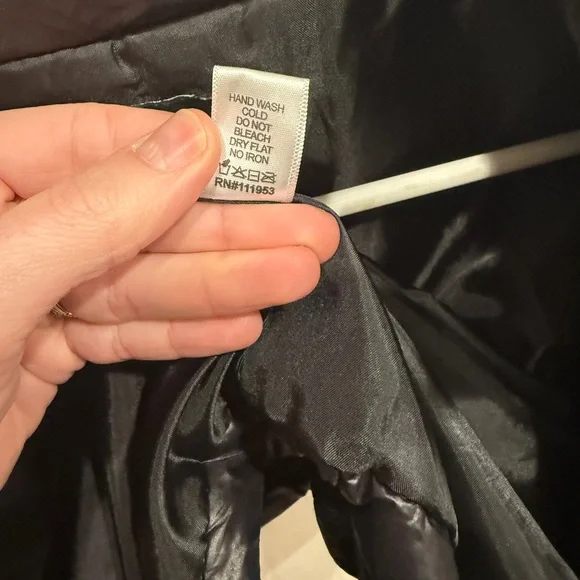 HAND WASH
COLD
DO NOT
BLEACH
DRY FLAT
NO IRON
RN#111953